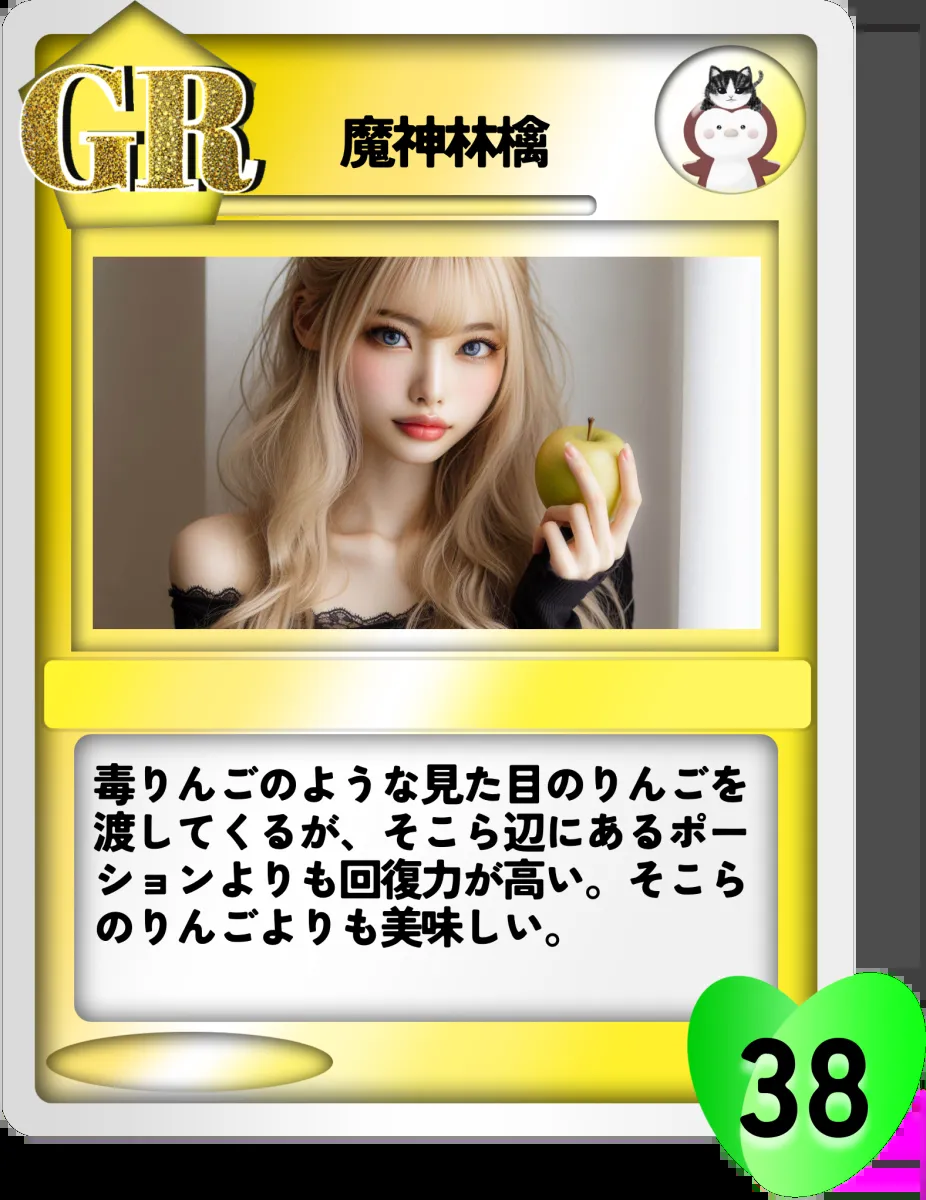 GR
魔神林檎
毒りんごのような見た目のりんごを
渡してくるが、そこら辺にあるポー
ションよりも回復力が高い。そこら
のりんごよりも美味しい。
38